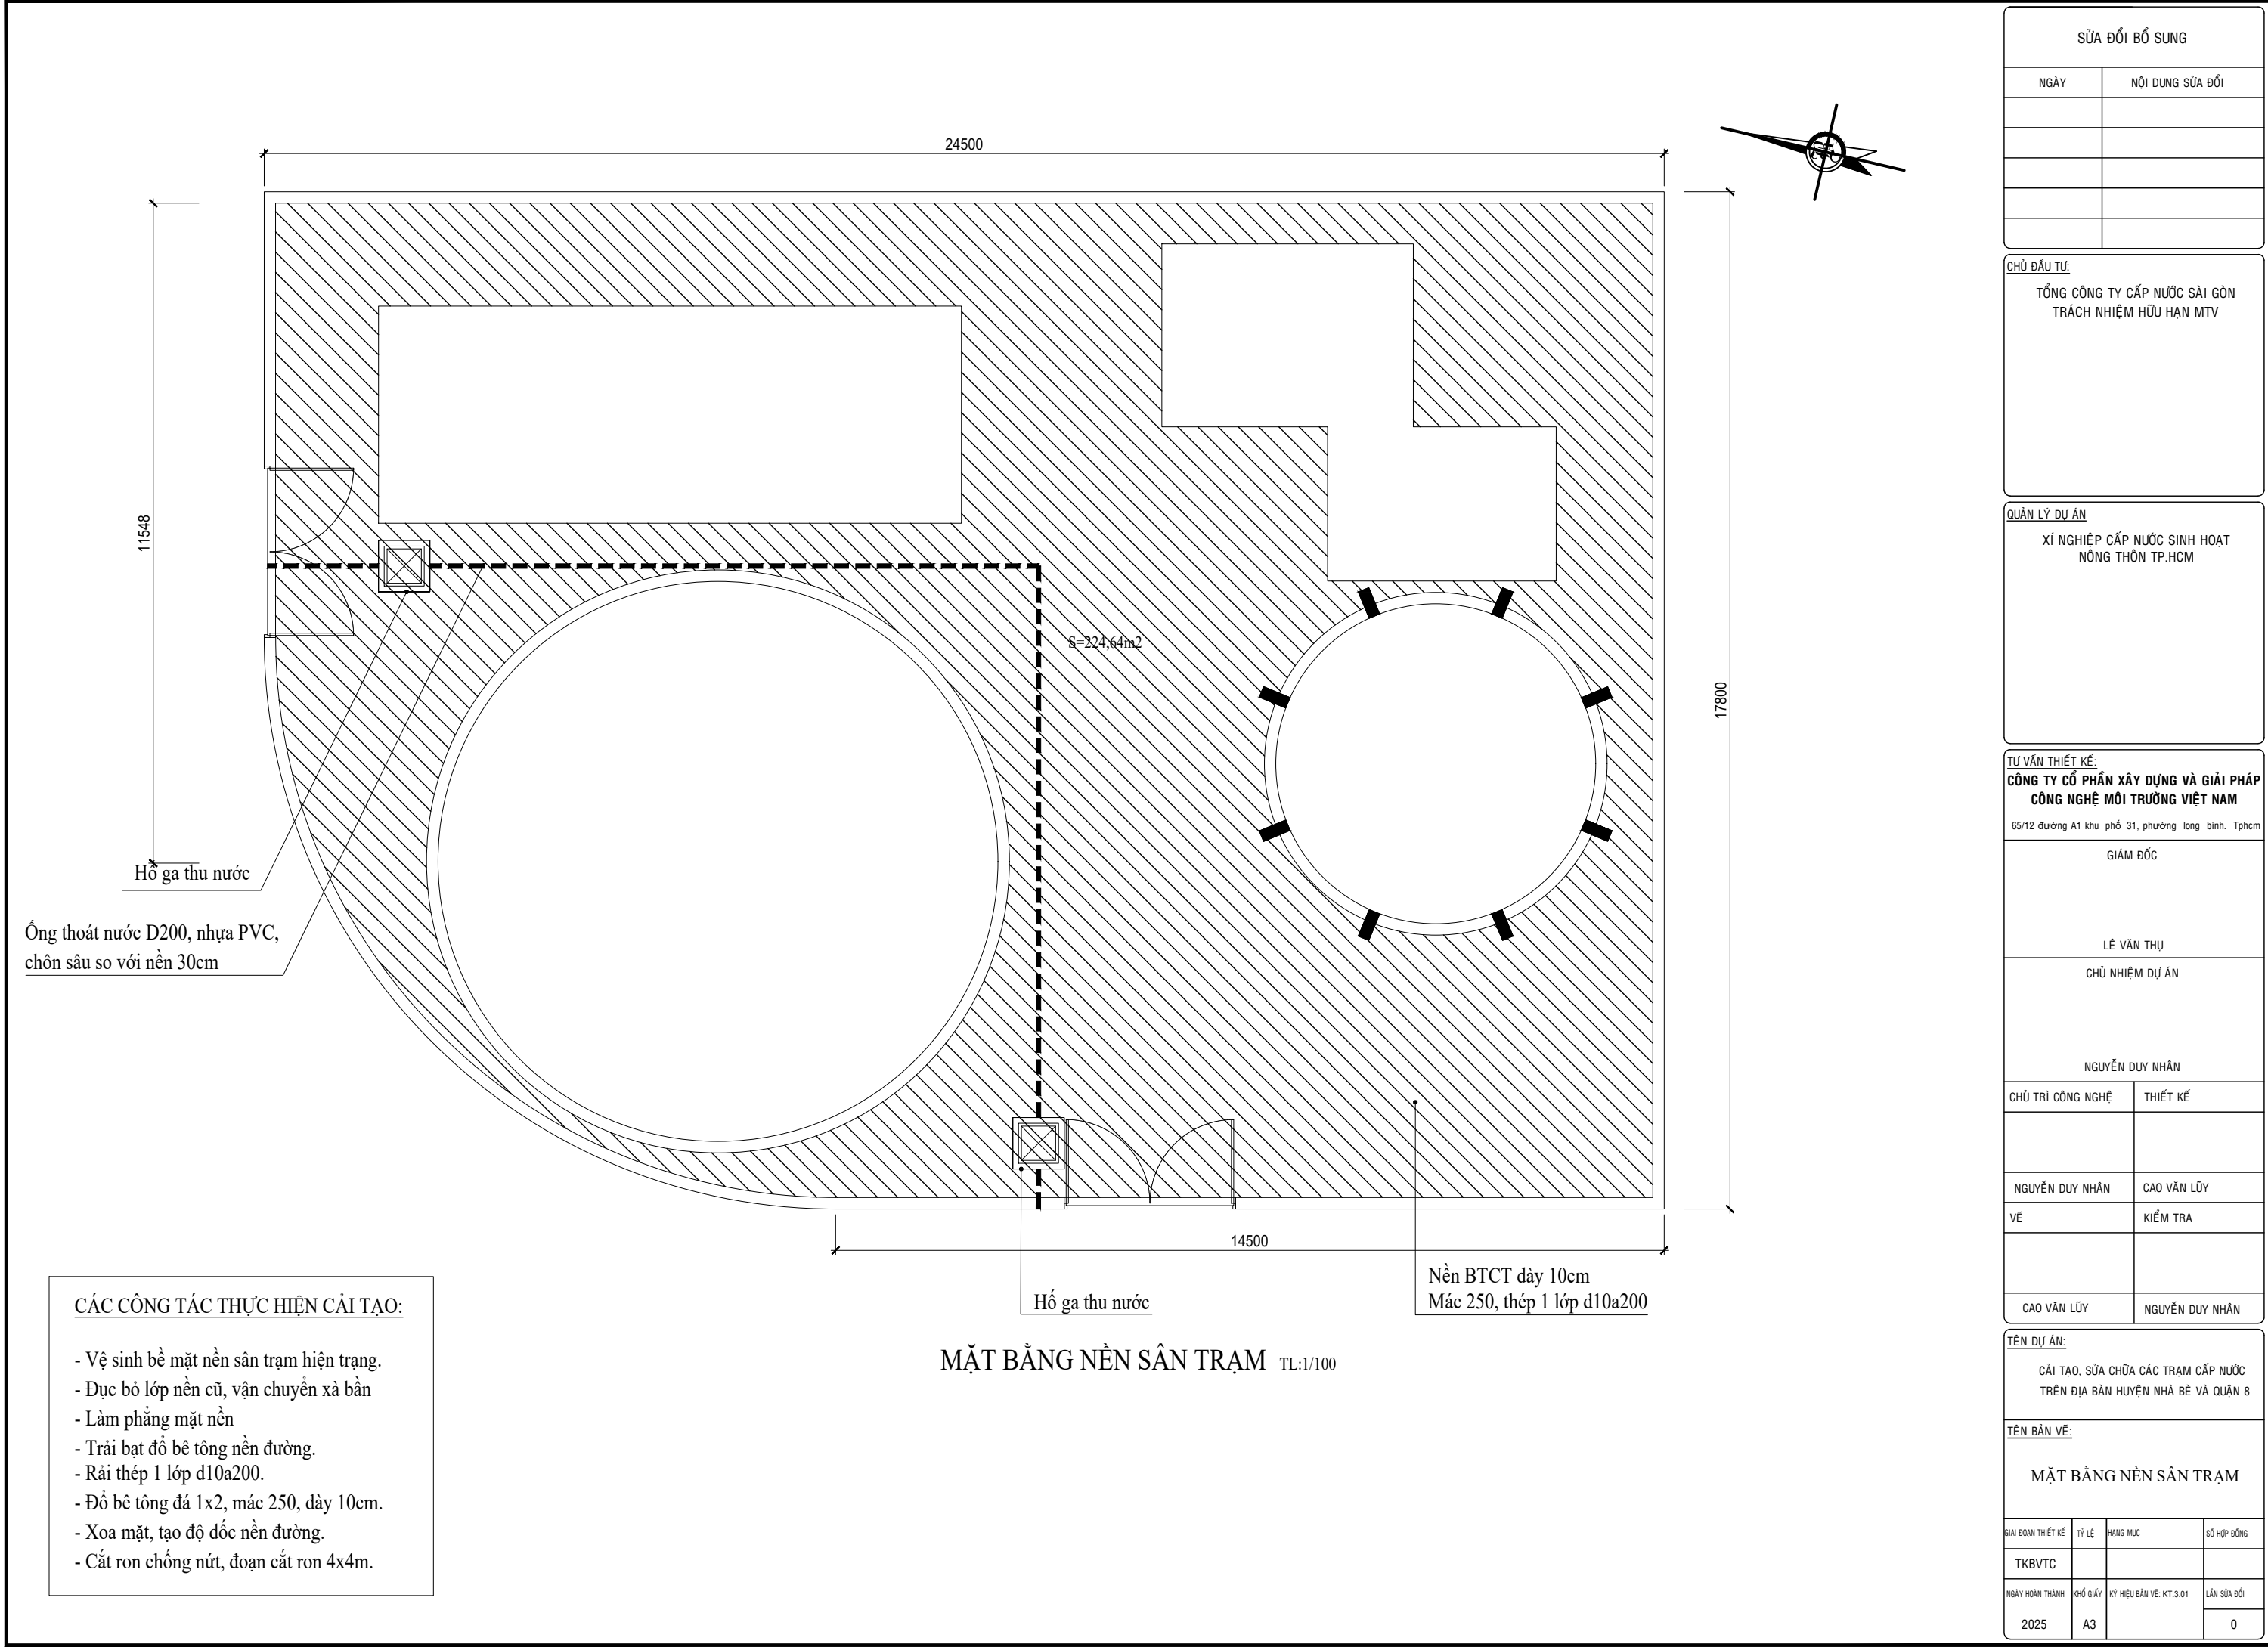 24500
11548
S=224,64m2
17800
Hố ga thu nước
Ống thoát nước D200, nhựa PVC,
chôn sâu so với nền 30cm
14500
Hố ga thu nước
Nền BTCT dày 10cm
Mác 250, thép 1 lớp d10a200
MẶT BẰNG NỀN SÂN TRẠM TL:1/100
CÁC CÔNG TÁC THỰC HIỆN CẢI TẠO:
- Vệ sinh bề mặt nền sân trạm hiện trạng.
- Đục bỏ lớp nền cũ, vận chuyển xà bần
- Làm phẳng mặt nền
- Trải bạt đổ bê tông nền đường.
- Rải thép 1 lớp d10a200.
- Đổ bê tông đá 1x2, mác 250, dày 10cm.
- Xoa mặt, tạo độ dốc nền đường.
- Cắt ron chống nứt, đoạn cắt ron 4x4m.
SỬA ĐỔI BỔ SUNG
NGÀY NỘI DUNG SỬA ĐỔI
CHỦ ĐẦU TƯ:
TỔNG CÔNG TY CẤP NƯỚC SÀI GÒN
TRÁCH NHIỆM HỮU HẠN MTV
QUẢN LÝ DỰ ÁN
XÍ NGHIỆP CẤP NƯỚC SINH HOẠT
NÔNG THÔN TP.HCM
TƯ VẤN THIẾT KẾ:
CÔNG TY CỔ PHẦN XÂY DỰNG VÀ GIẢI PHÁP
CÔNG NGHỆ MÔI TRƯỜNG VIỆT NAM
65/12 đường A1 khu phố 31, phường long bình. Tphcm
GIÁM ĐỐC
LÊ VĂN THỤ
CHỦ NHIỆM DỰ ÁN
NGUYỄN DUY NHÂN
CHỦ TRÌ CÔNG NGHỆ THIẾT KẾ
NGUYỄN DUY NHÂN CAO VĂN LŨY
VẼ KIỂM TRA
CAO VĂN LŨY NGUYỄN DUY NHÂN
TÊN DỰ ÁN:
CẢI TẠO, SỬA CHỮA CÁC TRẠM CẤP NƯỚC
TRÊN ĐỊA BÀN HUYỆN NHÀ BÈ VÀ QUẬN 8
TÊN BẢN VẼ:
MẶT BẰNG NỀN SÂN TRẠM
GIAI ĐOẠN THIẾT KẾ TỶ LỆ HẠNG MỤC SỐ HỢP ĐỒNG
TKBVTC
NGÀY HOÀN THÀNH KHỔ GIẤY KÝ HIỆU BẢN VẼ: KT.3.01 LẦN SỬA ĐỔI
2025 A3 0